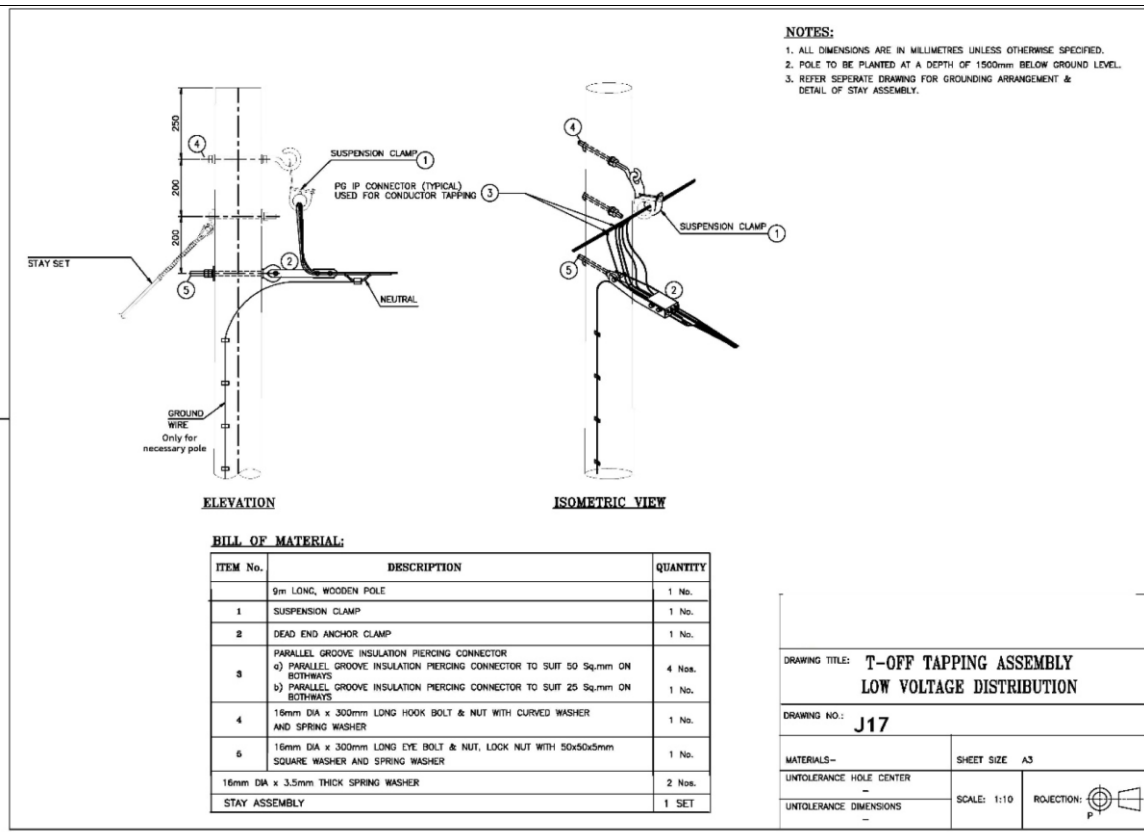 NOTES:
1. ALL DIMENSIONS ARE IN MILLIMETRES UNLESS OTHERWISE SPECIFIED.
2. POLE TO BE PLANTED AT A DEPTH OF 1500mm BELOW GROUND LEVEL.
3. REFER SEPERATE DRAWING FOR GROUNDING ARRANGEMENT &
DETAIL OF STAY ASSEMBLY.
250
200
200
4
SUSPENSION CLAMP 1
PG IP CONNECTOR (TYPICAL)
USED FOR CONDUCTOR TAPPING 3
STAY SET
2
5
NEUTRAL
GROUND
WIRE
Only for
necessary pole
ELEVATION
4
SUSPENSION CLAMP 1
5
2
ISOMETRIC VIEW
BILL OF MATERIAL:
ITEM No. DESCRIPTION QUANTITY
9m LONG, WOODEN POLE 1 No.
1 SUSPENSION CLAMP 1 No.
2 DEAD END ANCHOR CLAMP 1 No.
3 PARALLEL GROOVE INSULATION PIERCING CONNECTOR
a) PARALLEL GROOVE INSULATION PIERCING CONNECTOR TO SUIT 50 Sq.mm ON 4 Nos.
BOTHWAYS
b) PARALLEL GROOVE INSULATION PIERCING CONNECTOR TO SUIT 25 Sq.mm ON 1 No.
BOTHWAYS
4 16mm DIA x 300mm LONG HOOK BOLT & NUT WITH CURVED WASHER 1 No.
AND SPRING WASHER
5 16mm DIA x 300mm LONG EYE BOLT & NUT, LOCK NUT WITH 50x50x5mm 1 No.
SQUARE WASHER AND SPRING WASHER
16mm DIA x 3.5mm THICK SPRING WASHER 2 Nos.
STAY ASSEMBLY 1 SET
DRAWING TITLE: T-OFF TAPPING ASSEMBLY
LOW VOLTAGE DISTRIBUTION
DRAWING NO.: J17
MATERIALS- SHEET SIZE A3
UNTOLERANCE HOLE CENTER
-
UNTOLERANCE DIMENSIONS
-
SCALE: 1:10 ROJECTION:
P